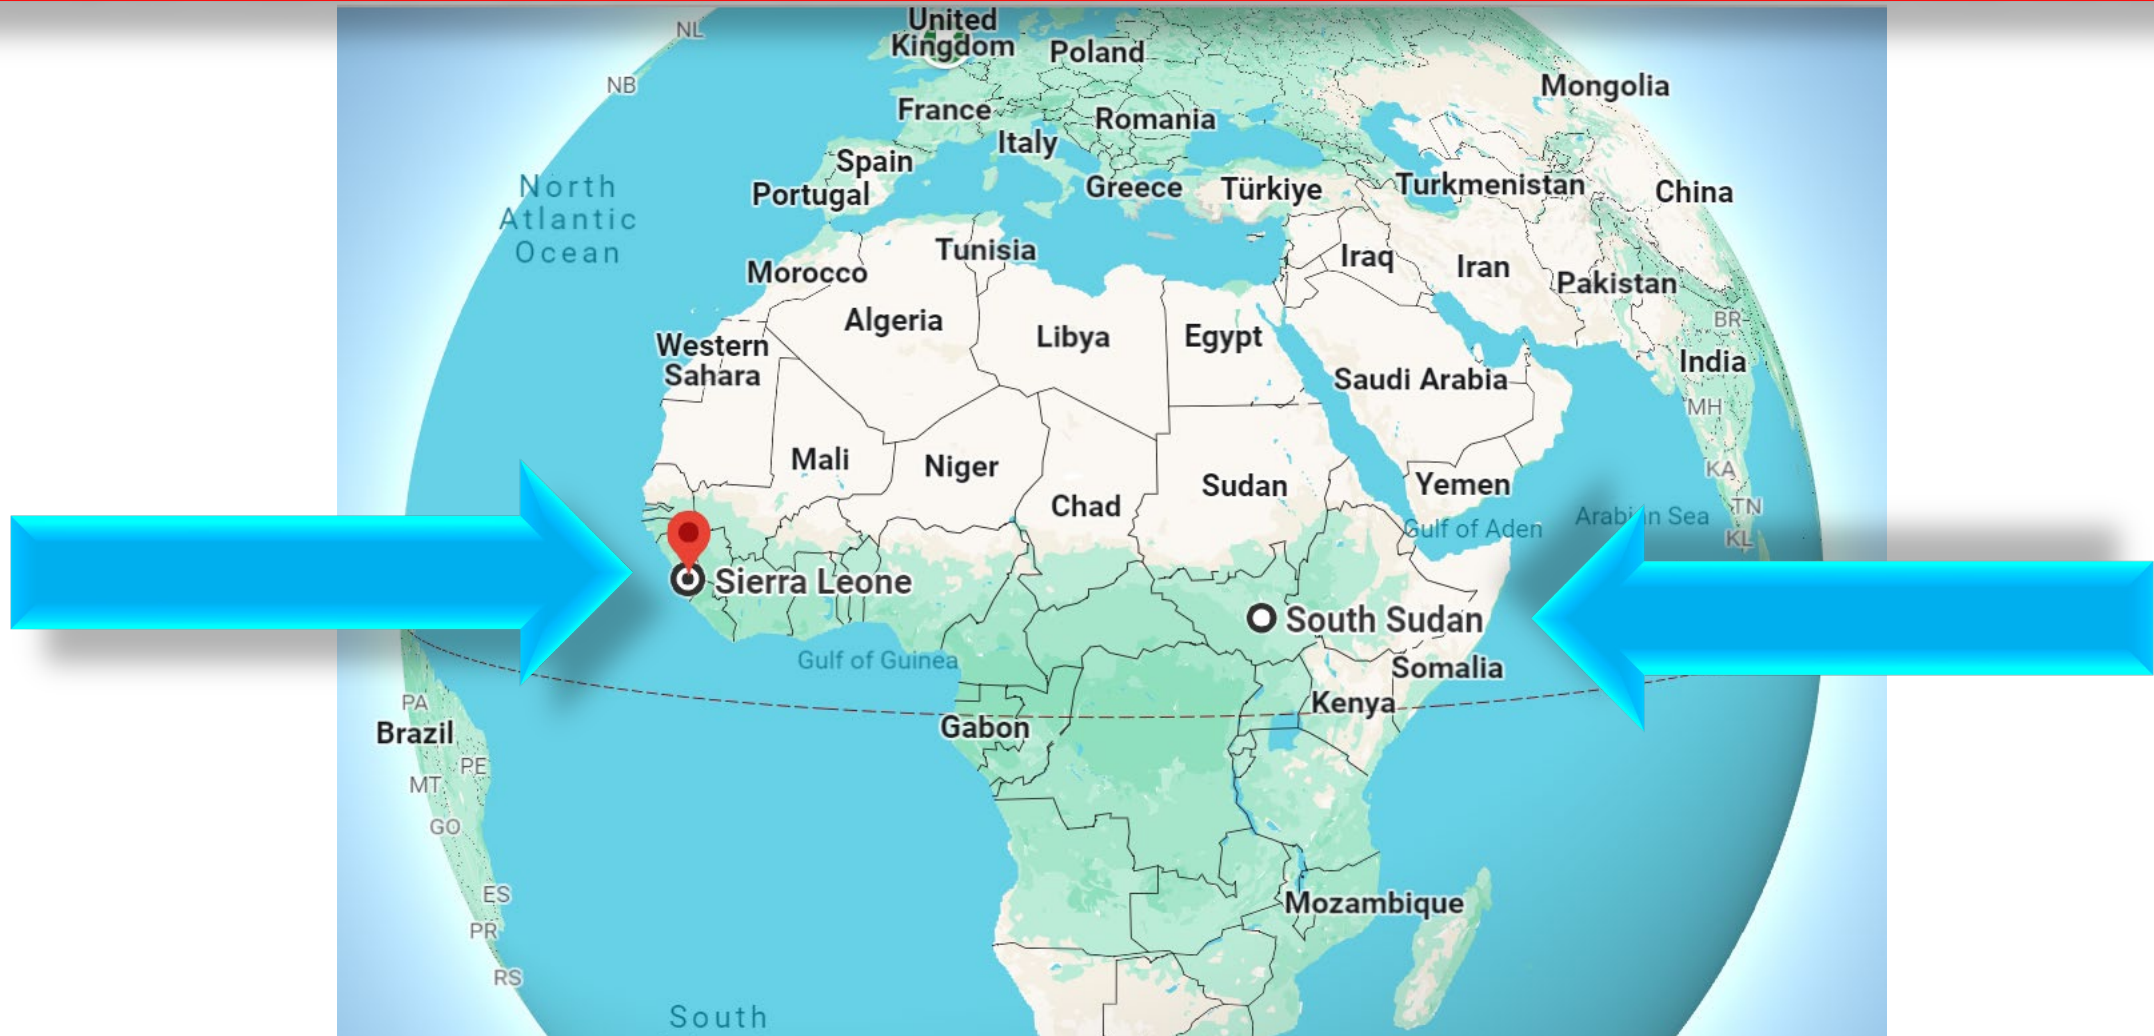 NL
United
Kingdom
Poland
NB
Mongolia
France
Romania
Italy
Spain
North
Atlantic
Ocean
Portugal
Greece
Türkiye
Turkmenistan
China
Tunisia
Morocco
Iraq
Iran
Pakistan
Algeria
Libya
Egypt
BR
Western
Sahara
India
Saudi Arabia
MH
Mali
Niger
Sudan
Yemen
KA
Chad
TN
Gulf of Aden
Arabian Sea
KL
Sierra Leone
South Sudan
Gulf of Guinea
Somalia
PA
Kenya
Brazil
Gabon
PE
MT
GO
ES
Mozambique
PR
RS
South